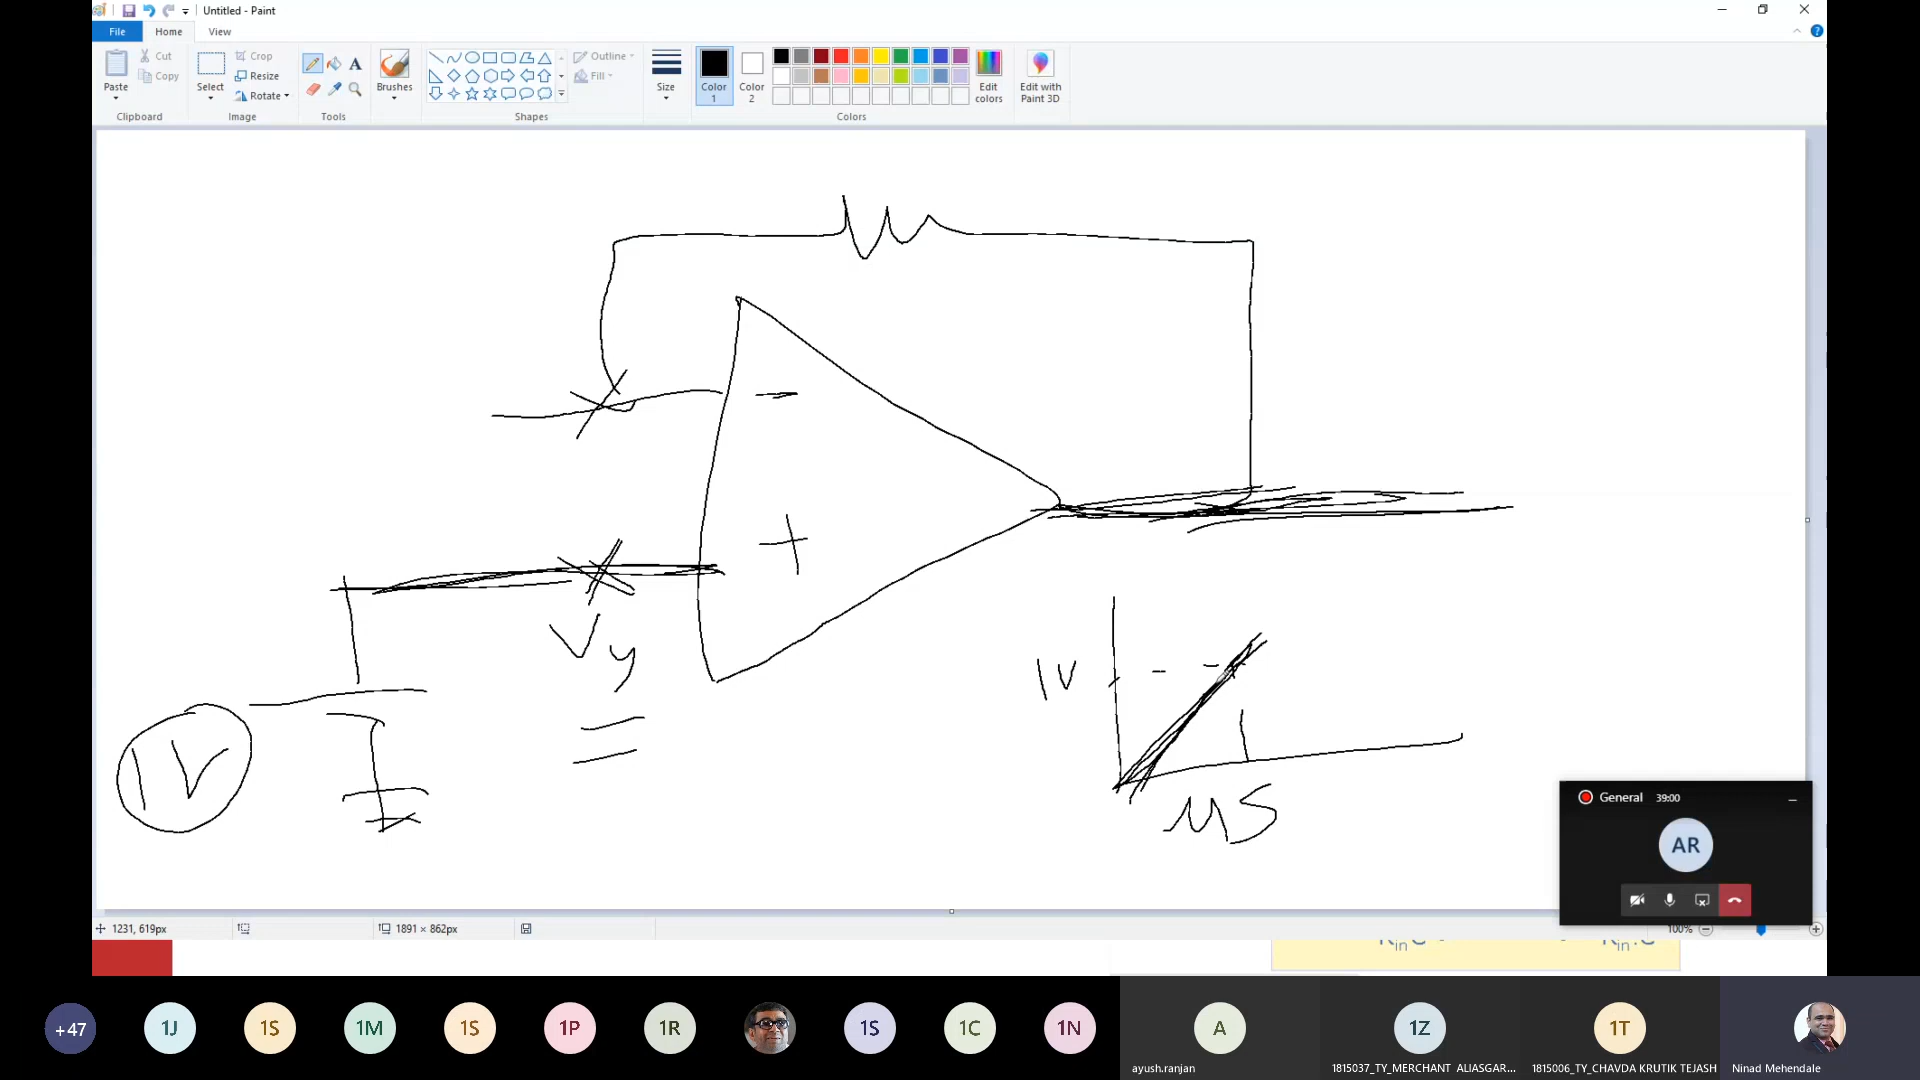 Untitled - Paint
File Home View
Paste
Cut
Copy
Clipboard
Select
Crop
Resize
Rotate
Image
A
Tools
Brushes
Shapes
Outline
Fill
Size
Color 1
Color 2
Edit colors
Edit with Paint 3D
Colors
-
+
Vy
=
1V
1V
μs
General 39:00
AR
1231, 619px
1891 × 862px
100%
+47
1J
1S
1M
1S
1P
1R
1S
1C
1N
A
1Z
1T
ayush.ranjan
1815037_TY_MERCHANT ALIASGAR...
1815006_TY_CHAVDA KRUTIK TEJASH
Ninad Mehendale